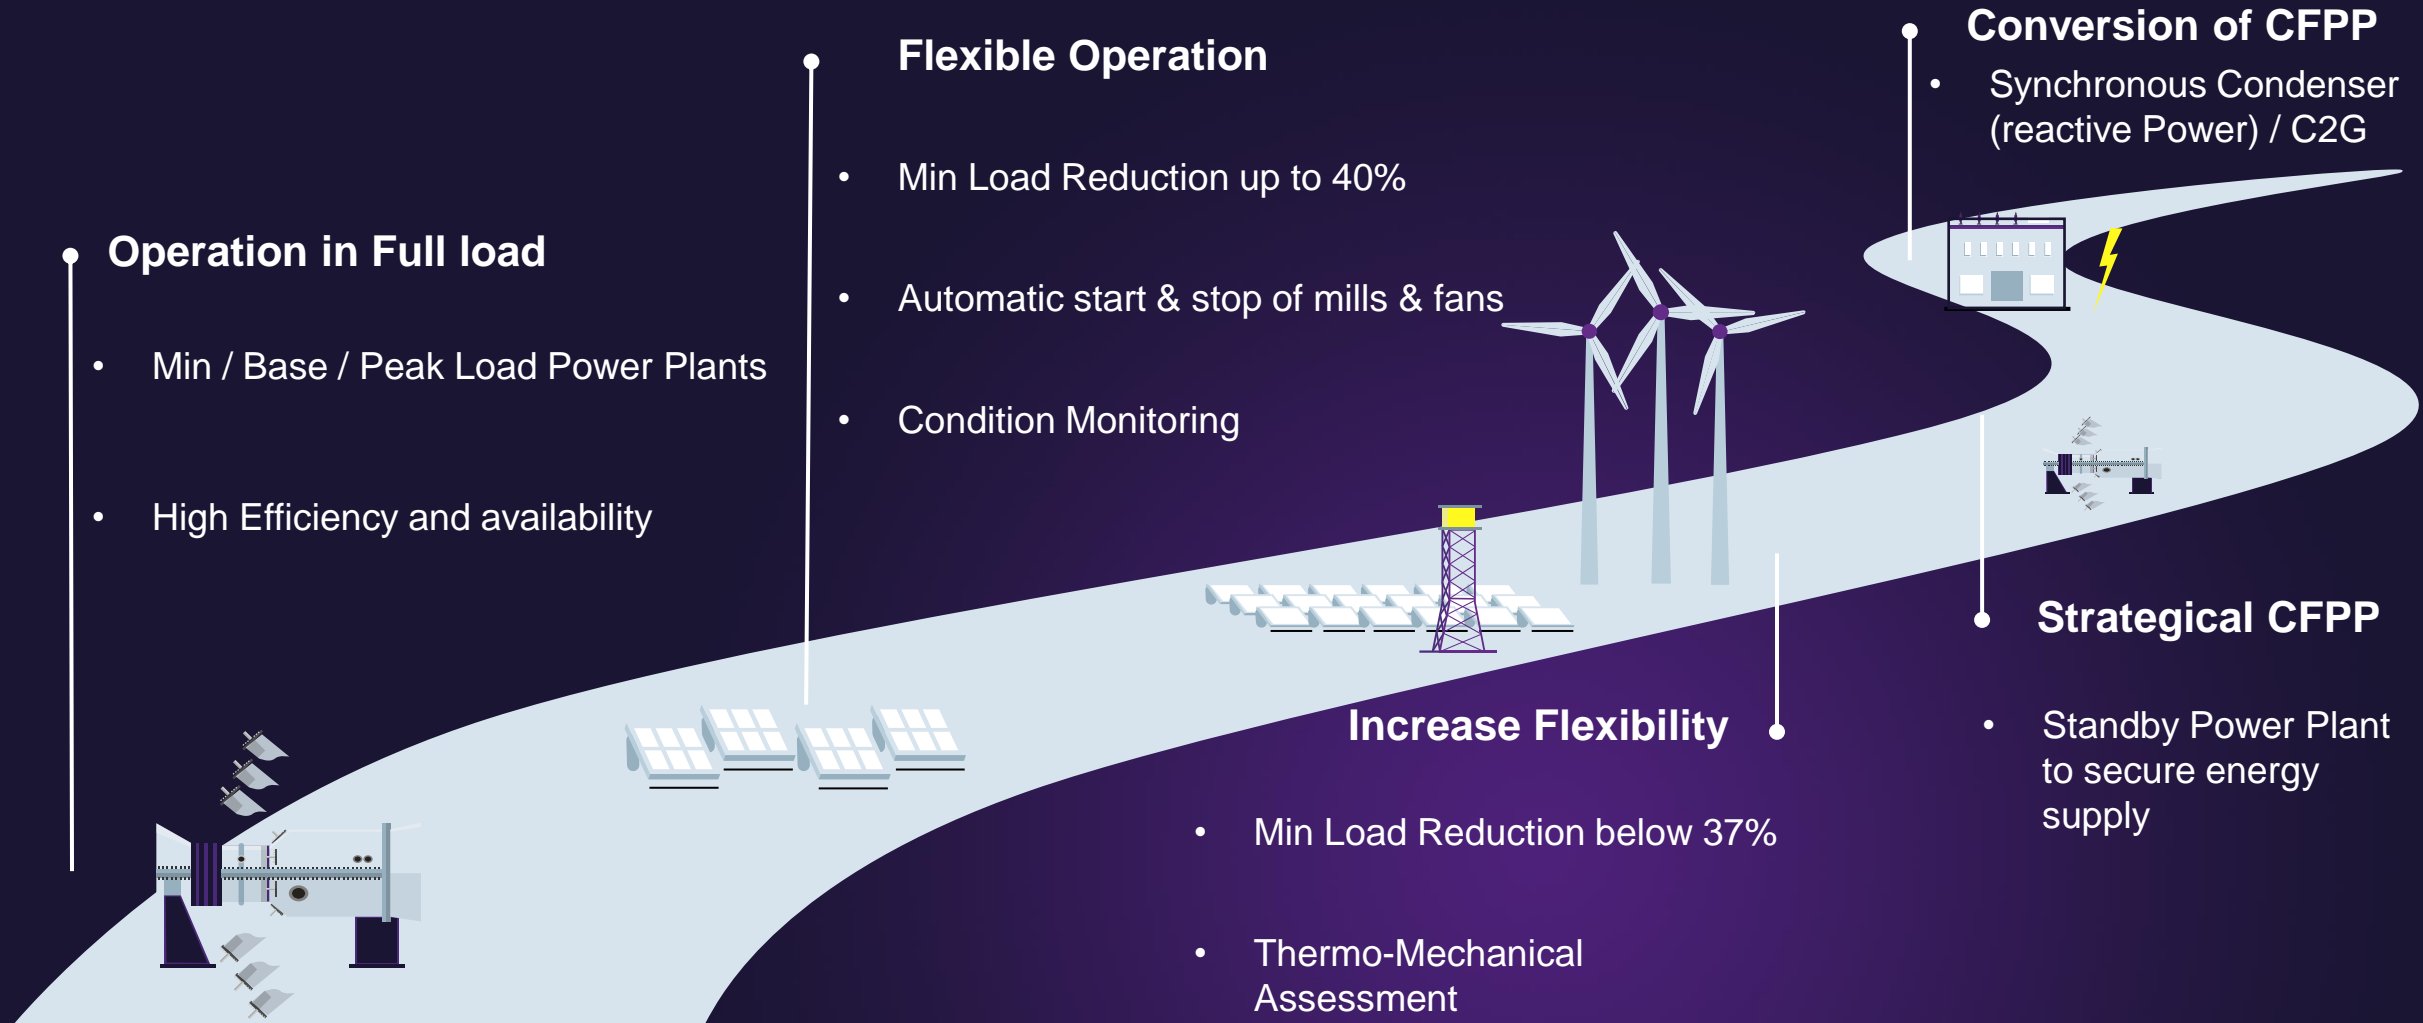 Operation in Full load
• Min / Base / Peak Load Power Plants
• High Efficiency and availability
Flexible Operation
• Min Load Reduction up to 40%
• Automatic start & stop of mills & fans
• Condition Monitoring
Increase Flexibility
• Min Load Reduction below 37%
• Thermo-Mechanical
Assessment
Strategical CFPP
• Standby Power Plant
to secure energy
supply
Conversion of CFPP
• Synchronous Condenser
(reactive Power) / C2G